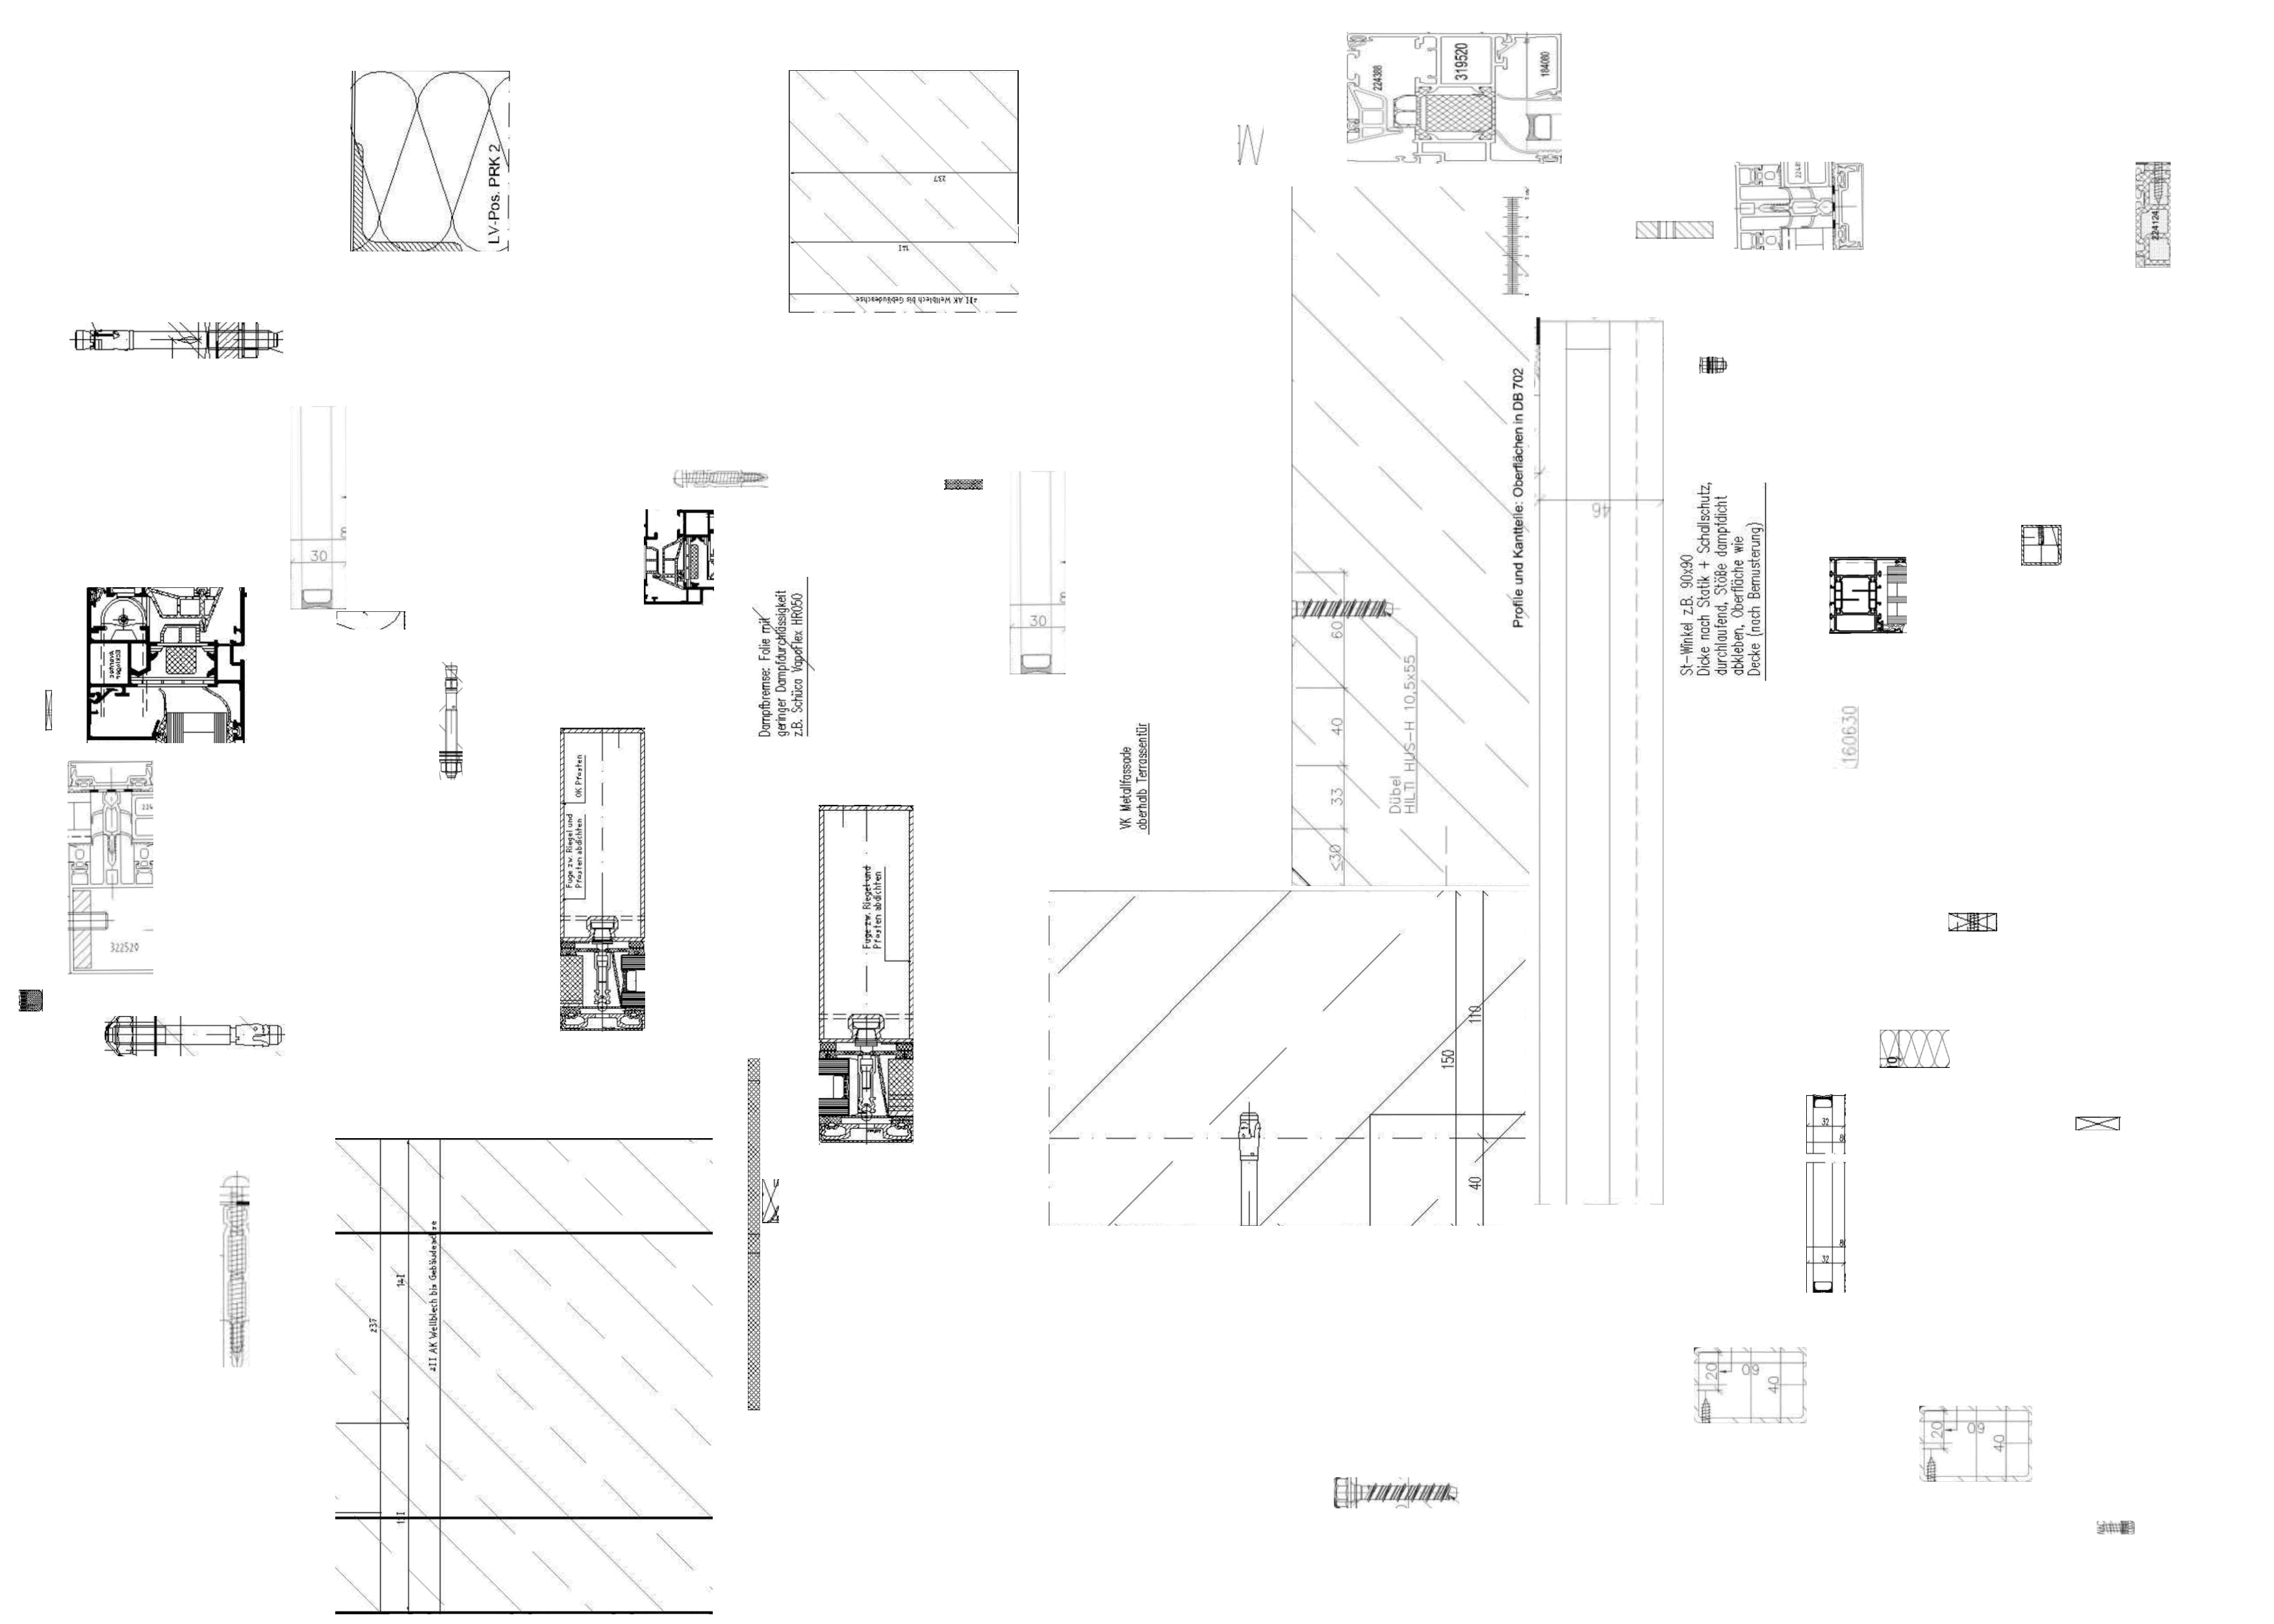 LV-Pos. PRK 2
237
141
411 AK Wellblech bis Gebäudeachse
224388
319520
184080
224124
30
30
Dampfbremse: Folie mit
geringer Dampfdurchlässigkeit
z.B. Schüco VapoFlex HR050
Profile und Kantteile: Oberflächen in DB 702
46
St-Winkel z.B. 90x90
Dicke nach Statik + Schallschutz,
durchlaufend, Stöße dampfdicht
abkleben, Oberfläche wie
Decke (nach Bemusterung)
160630
60
40
33
<30
Dübel
HILTI HUS-H 10,5x55
VK Metallfassade
oberhalb Terrassentür
OK Pfosten
Fuge zw. Riegel und
Pfosten abdichten
Fuge zw. Riegel und
Pfosten abdichten
322520
110
150
40
10
32
32
237
141
411 AK Wellblech bis Gebäudeachse
20
60
40
20
60
40